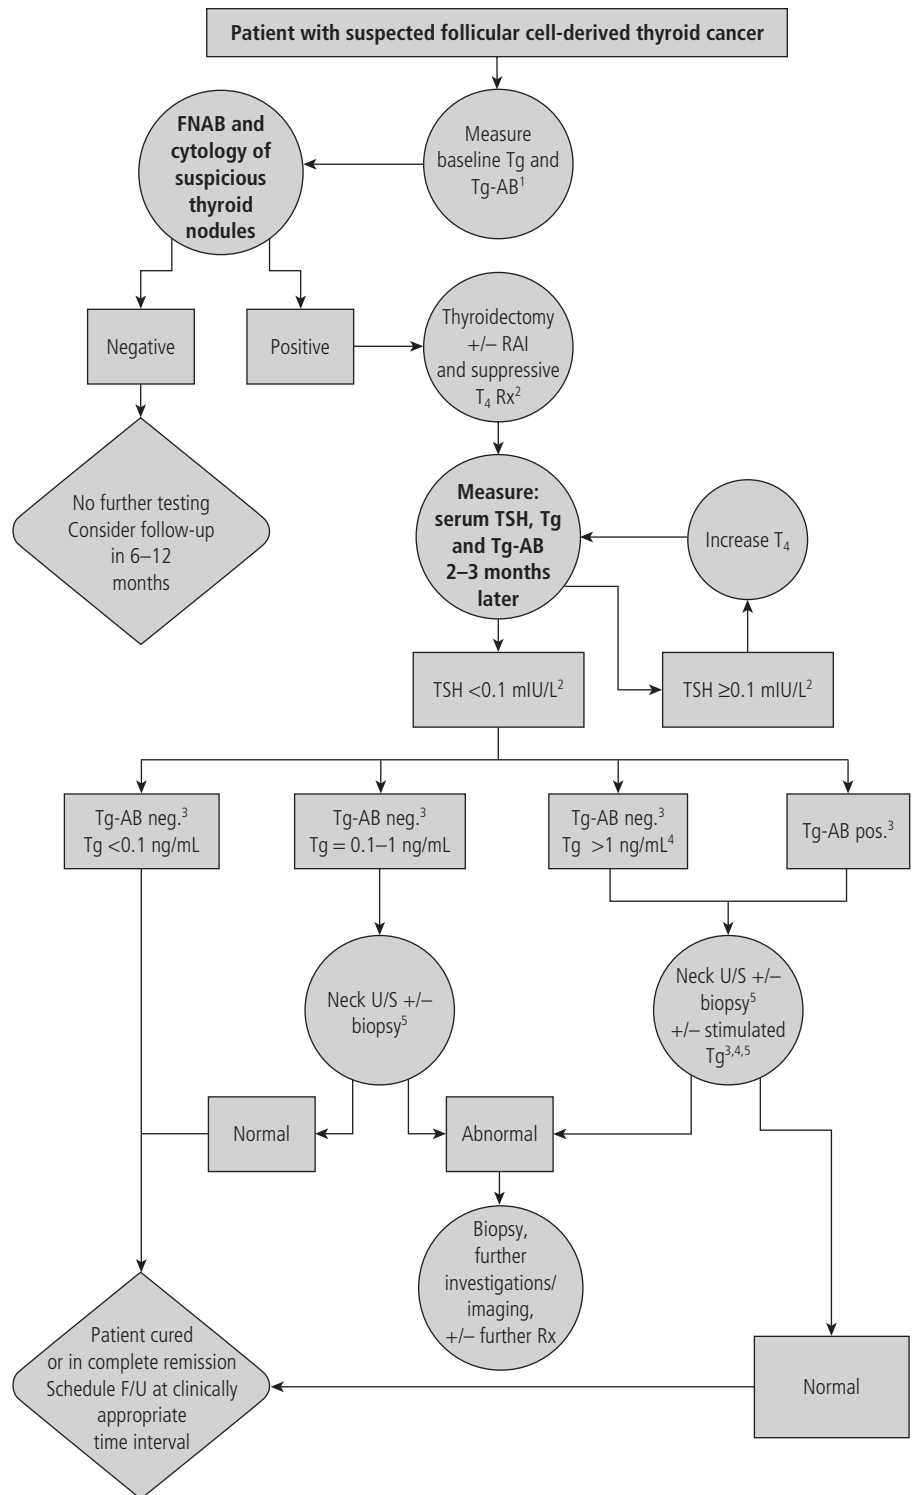 Patient with suspected follicular cell-derived thyroid cancer
Measure
baseline Tg and
Tg-AB¹
FNAB and
cytology of
suspicious
thyroid
nodules
Negative
Positive
Thyroidectomy
+/– RAI
and suppressive
T₄ Rx²
No further testing
Consider follow-up
in 6–12
months
Measure:
serum TSH, Tg
and Tg-AB
2–3 months
later
Increase T₄
TSH <0.1 mIU/L²
TSH ≥0.1 mIU/L²
Tg-AB neg.³
Tg <0.1 ng/mL
Tg-AB neg.³
Tg = 0.1–1 ng/mL
Tg-AB neg.³
Tg >1 ng/mL⁴
Tg-AB pos.³
Neck U/S +/–
biopsy⁵
Neck U/S +/–
biopsy⁵
+/– stimulated
Tg³,⁴,⁵
Normal
Abnormal
Biopsy,
further
investigations/
imaging,
+/– further Rx
Patient cured
or in complete remission
Schedule F/U at clinically
appropriate
time interval
Normal